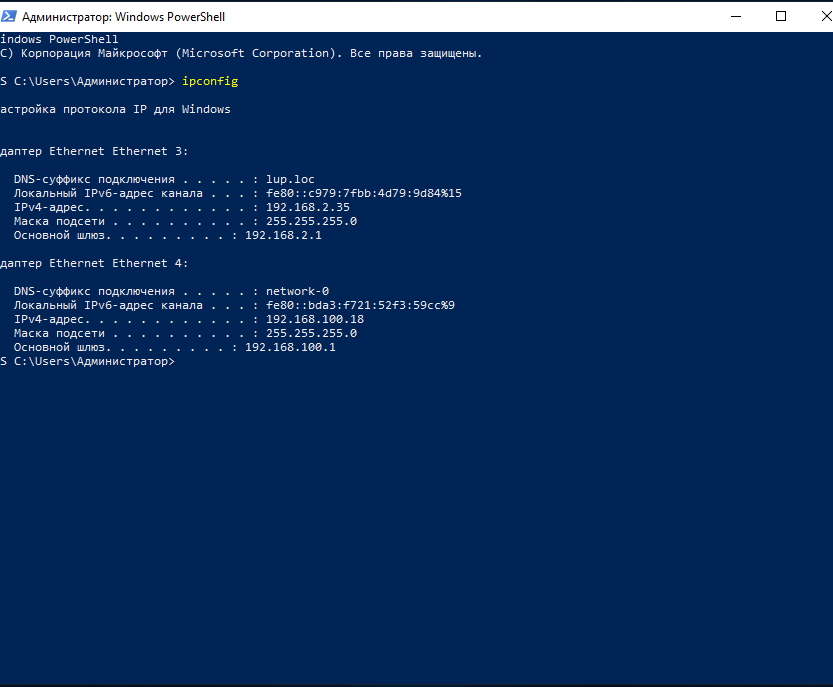 Администратор: Windows PowerShell
indows PowerShell
С) Корпорация Майкрософт (Microsoft Corporation). Все права защищены.
S C:\Users\Администратор> ipconfig
астройка протокола IP для Windows
даптер Ethernet Ethernet 3:
DNS-суффикс подключения . . . . . : lup.loc
Локальный IPv6-адрес канала . . . : fe80::c979:7fbb:4d79:9d84%15
IPv4-адрес. . . . . . . . . . . . : 192.168.2.35
Маска подсети . . . . . . . . . . : 255.255.255.0
Основной шлюз. . . . . . . . . : 192.168.2.1
даптер Ethernet Ethernet 4:
DNS-суффикс подключения . . . . . : network-0
Локальный IPv6-адрес канала . . . : fe80::bda3:f721:52f3:59cc%9
IPv4-адрес. . . . . . . . . . . . : 192.168.100.18
Маска подсети . . . . . . . . . . : 255.255.255.0
Основной шлюз. . . . . . . . . : 192.168.100.1
S C:\Users\Администратор>